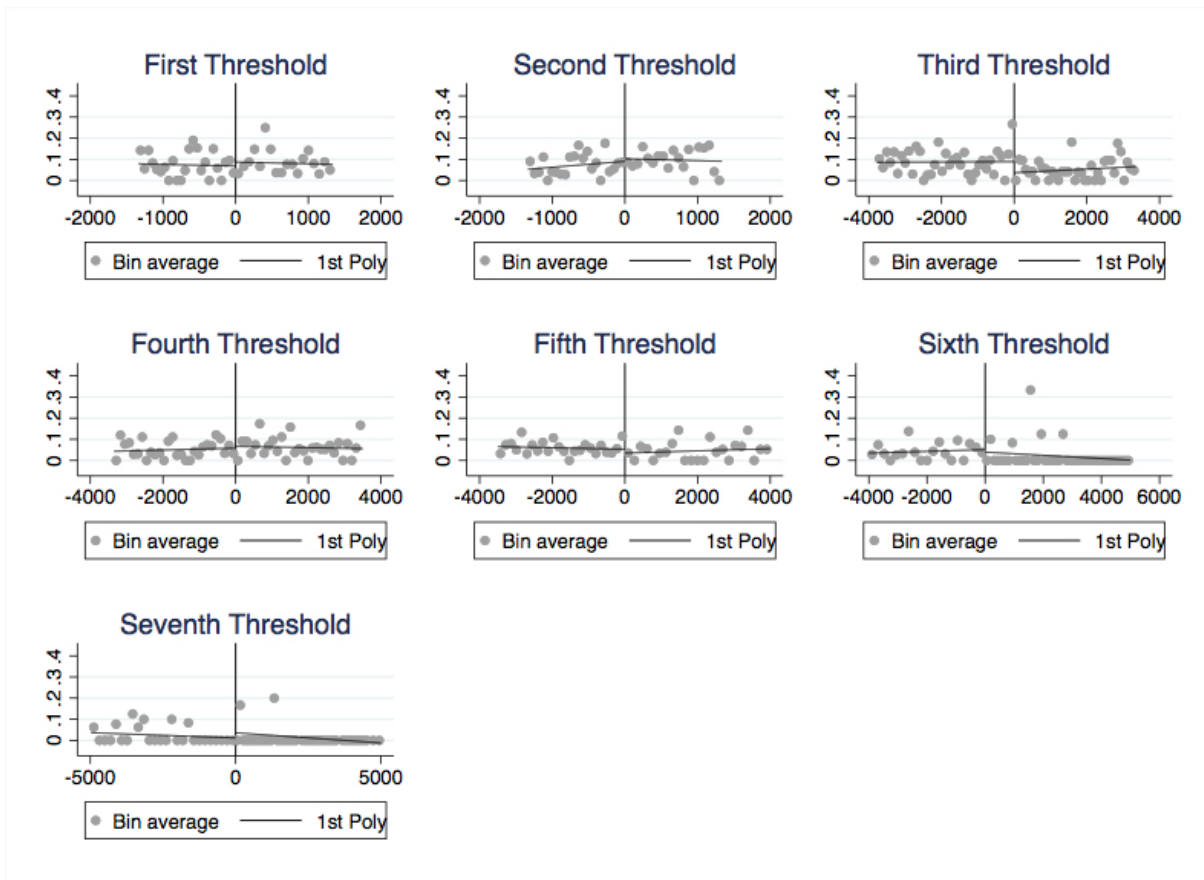 First Threshold
0 .1 .2 .3 .4
-2000 -1000 0 1000 2000
Bin average 1st Poly
Second Threshold
0 .1 .2 .3 .4
-2000 -1000 0 1000 2000
Bin average 1st Poly
Third Threshold
0 .1 .2 .3 .4
-4000 -2000 0 2000 4000
Bin average 1st Poly
Fourth Threshold
0 .1 .2 .3 .4
-4000 -2000 0 2000 4000
Bin average 1st Poly
Fifth Threshold
0 .1 .2 .3 .4
-4000 -2000 0 2000 4000
Bin average 1st Poly
Sixth Threshold
0 .1 .2 .3 .4
-4000 -2000 0 2000 4000 6000
Bin average 1st Poly
Seventh Threshold
0 .1 .2 .3 .4
-5000 0 5000
Bin average 1st Poly